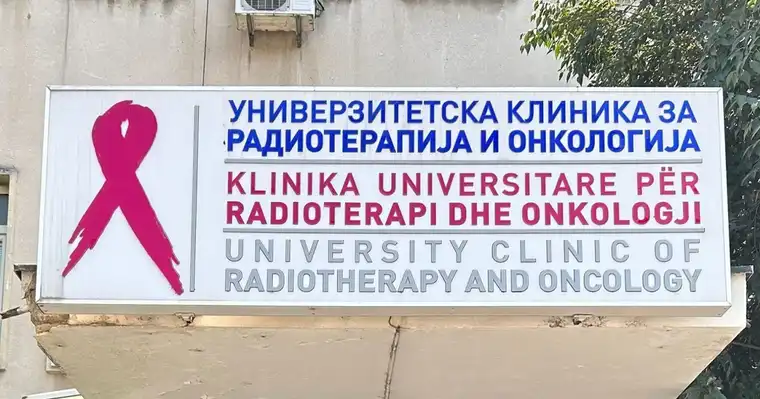 УНИВЕРЗИТЕТСКА КЛИНИКА ЗА
РАДИОТЕРАПИЈА И ОНКОЛОГИЈА
KLINIKA UNIVERSITARE PËR
RADIOTERAPI DHE ONKOLOGJI
UNIVERSITY CLINIC OF
RADIOTHERAPY AND ONCOLOGY